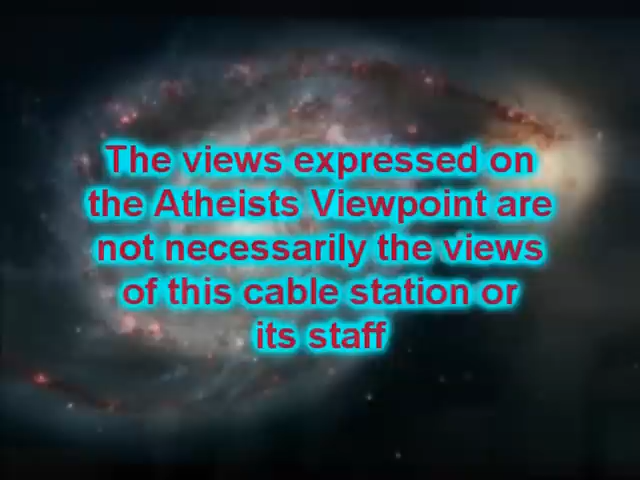 The views expressed on
the Atheists Viewpoint are
not necessarily the views
of this cable station or
its staff